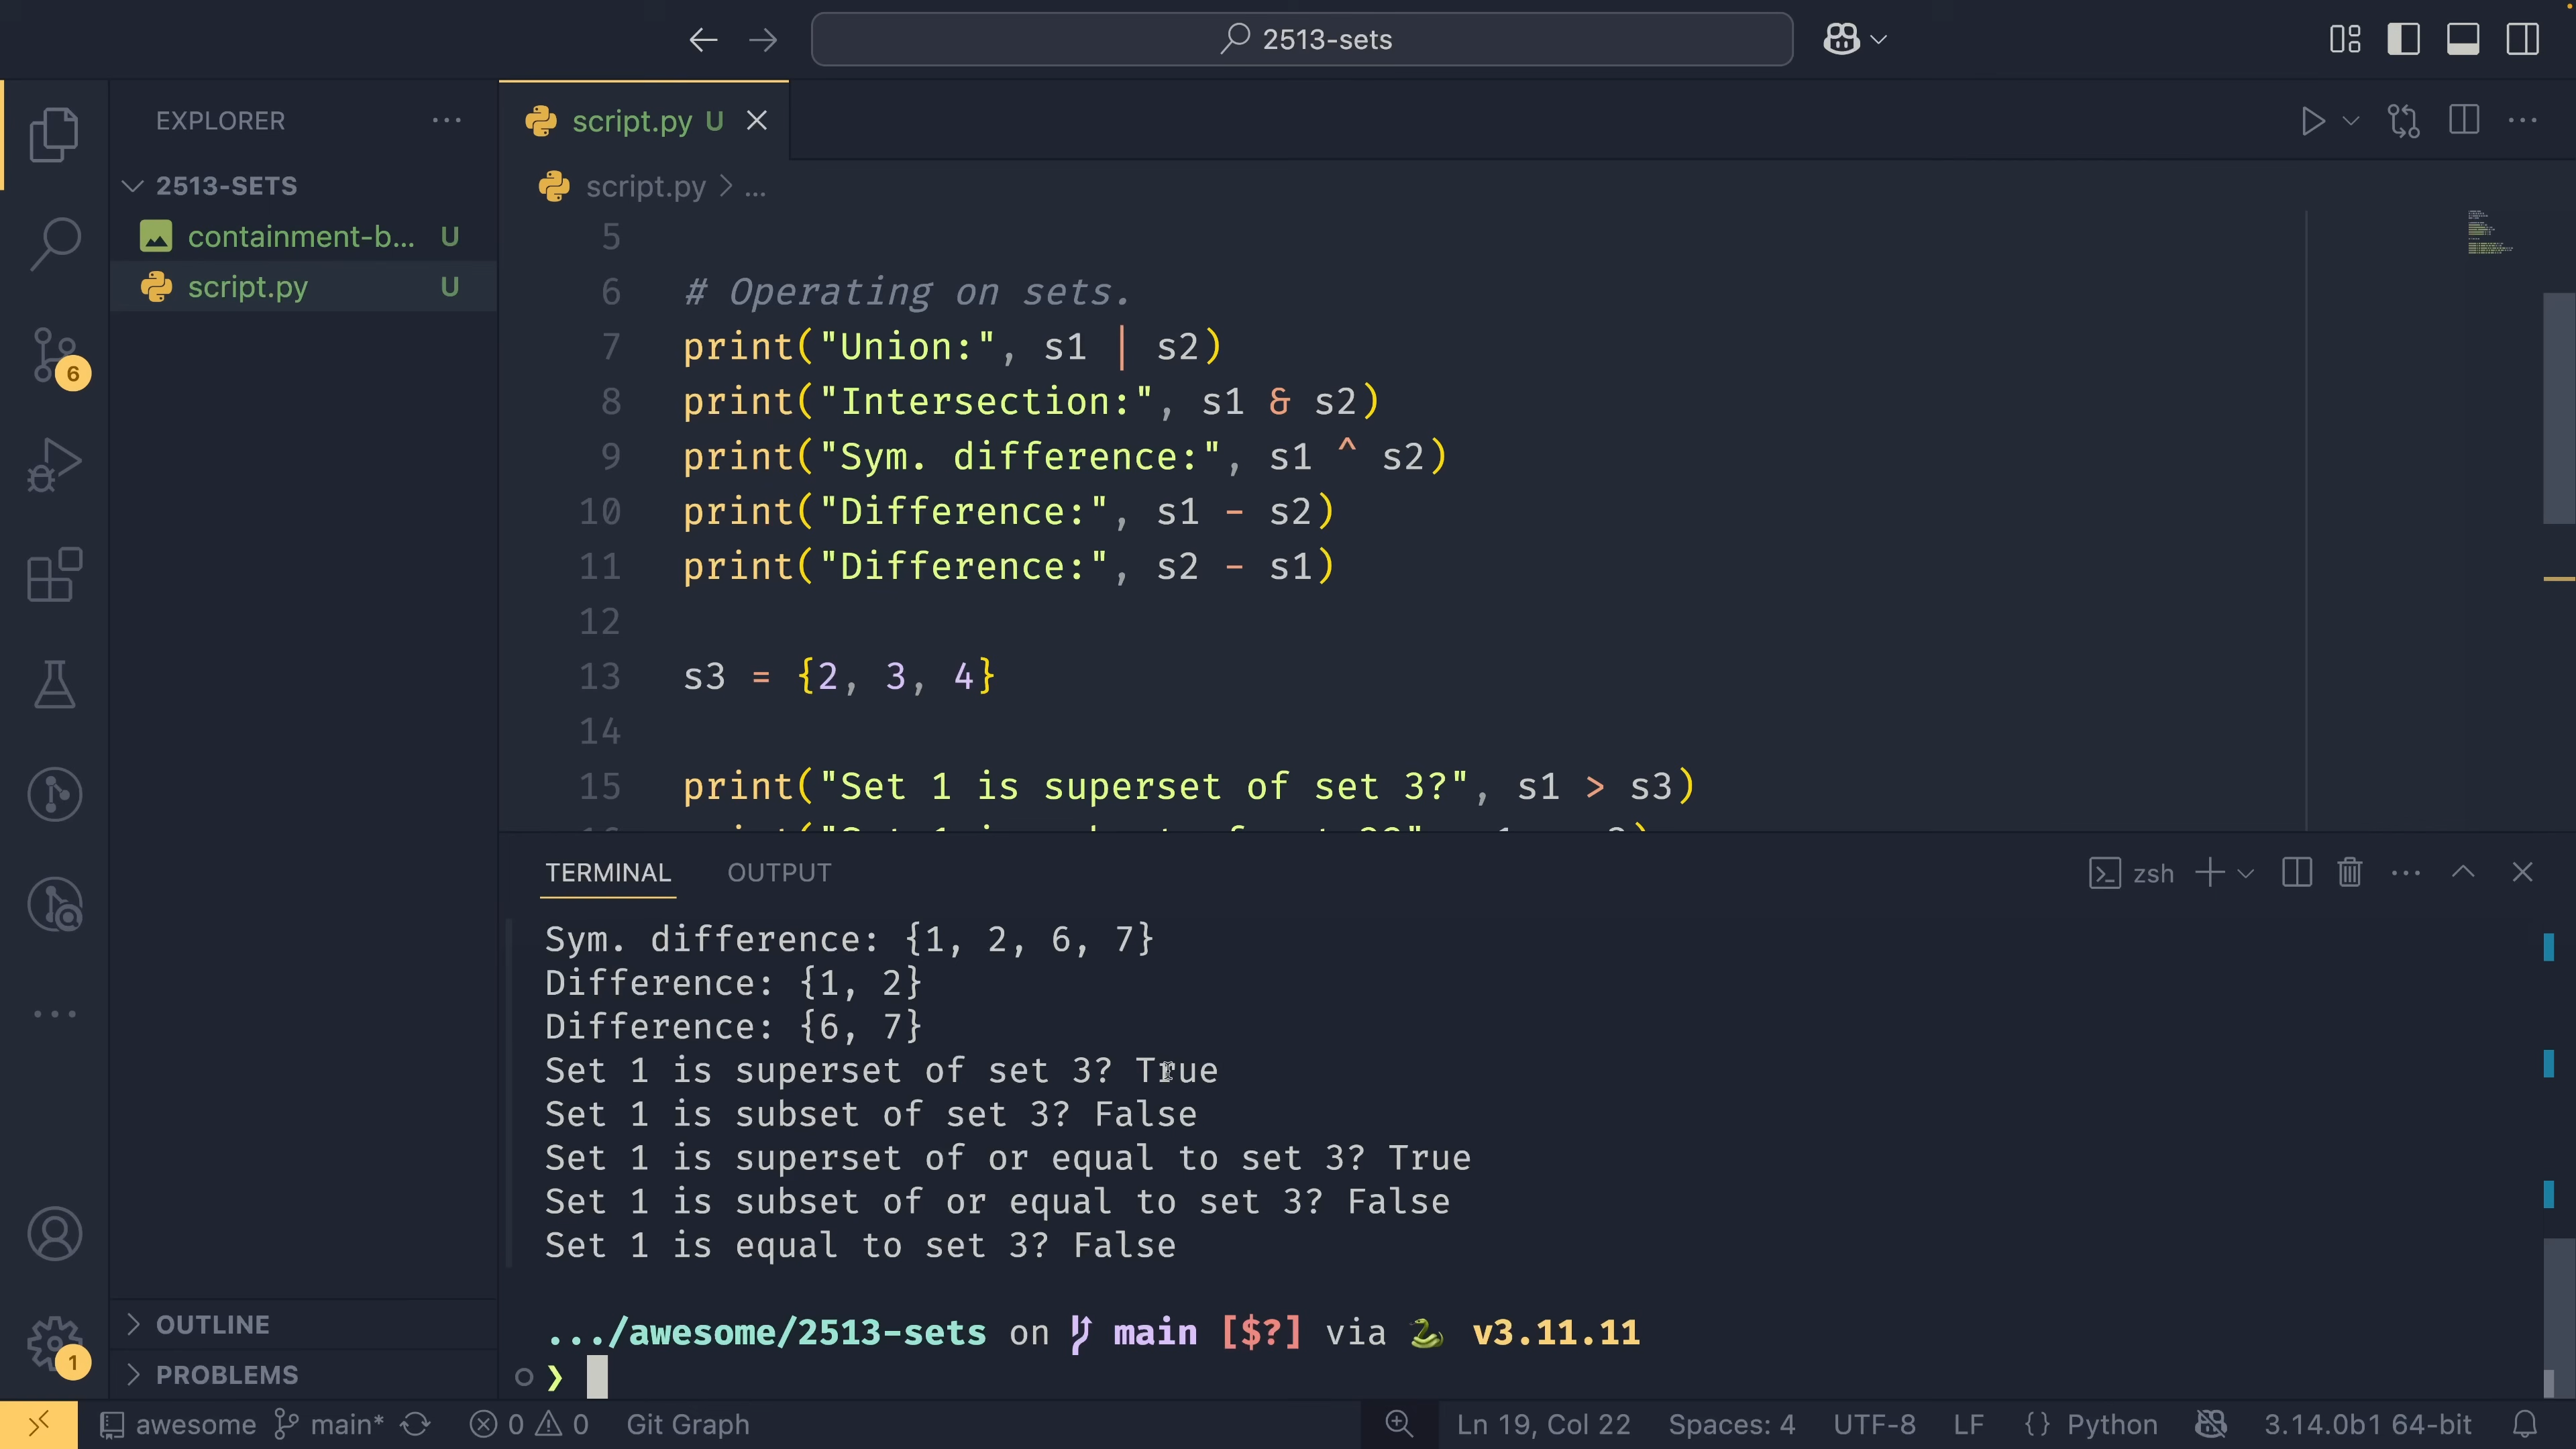 2513-sets
EXPLORER
2513-SETS
containment-b... U
script.py U
6
1
OUTLINE
PROBLEMS
script.py U
script.py > ...
5
6 # Operating on sets.
7 print("Union:", s1 | s2)
8 print("Intersection:", s1 & s2)
9 print("Sym. difference:", s1 ^ s2)
10 print("Difference:", s1 - s2)
11 print("Difference:", s2 - s1)
12
13 s3 = {2, 3, 4}
14
15 print("Set 1 is superset of set 3?", s1 > s3)
TERMINAL OUTPUT
zsh
Sym. difference: {1, 2, 6, 7}
Difference: {1, 2}
Difference: {6, 7}
Set 1 is superset of set 3? True
Set 1 is subset of set 3? False
Set 1 is superset of or equal to set 3? True
Set 1 is subset of or equal to set 3? False
Set 1 is equal to set 3? False
.../awesome/2513-sets on main [$?] via 🐍 v3.11.11
❯
awesome main* 0 0 Git Graph Ln 19, Col 22 Spaces: 4 UTF-8 LF {} Python 3.14.0b1 64-bit